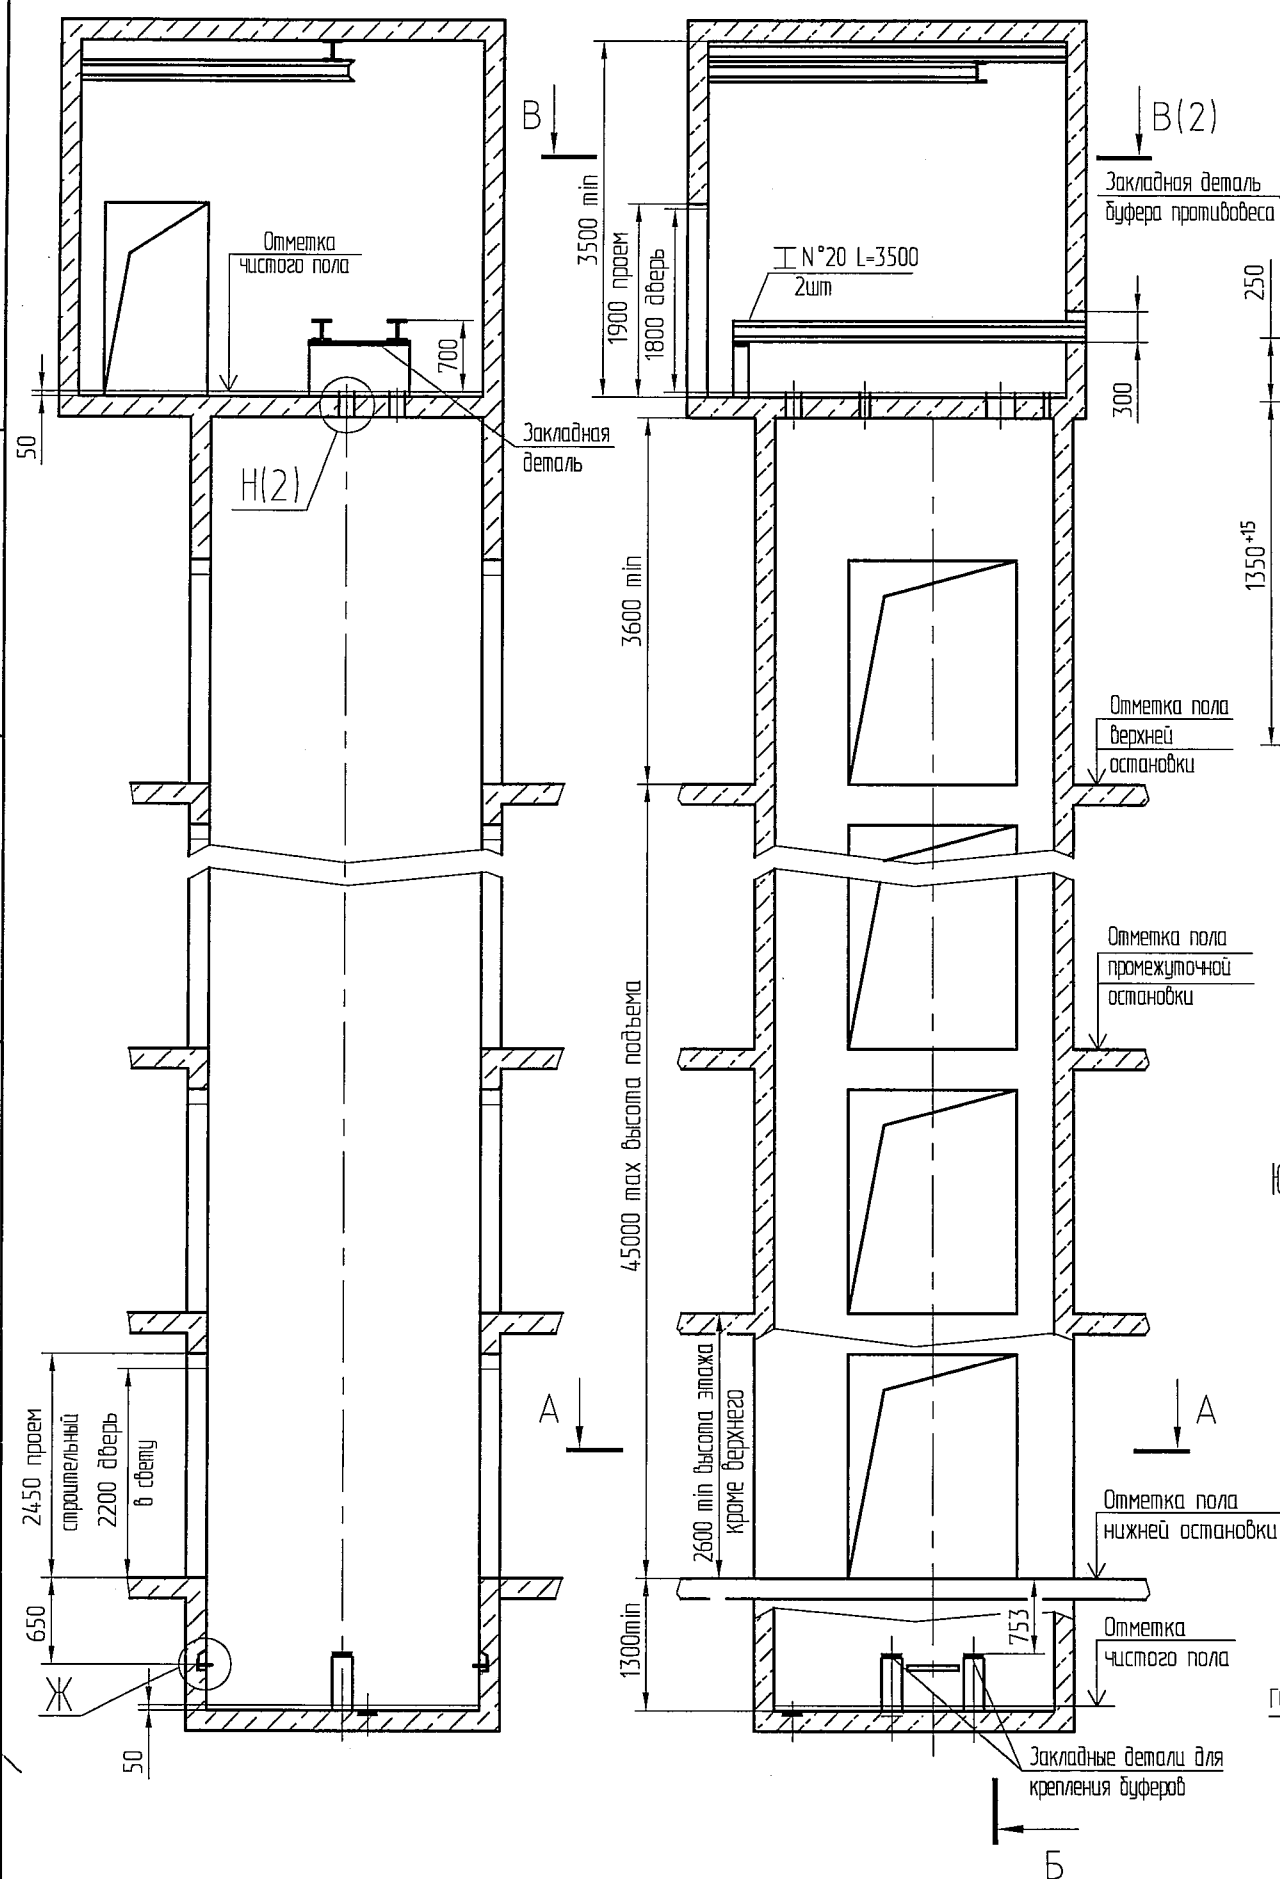 В
В(2)
Закладная деталь
буфера противовеса
Отметка
чистого пола
3500 min
1900 проем
1800 дверь
I N°20 L=3500
2шт
250
700
300
50
Н(2)
Закладная
деталь
3600 min
1350+15
Отметка пола
верхней
остановки
Отметка пола
промежуточной
остановки
45000 max высота подъема
2600 min высота этажа
кроме верхнего
А
А
2450 проем
строительный
2200 дверь
в свету
Отметка пола
нижней остановки
650
1300min
753
Отметка
чистого пола
Ж
50
Закладные детали для
крепления буферов
Б